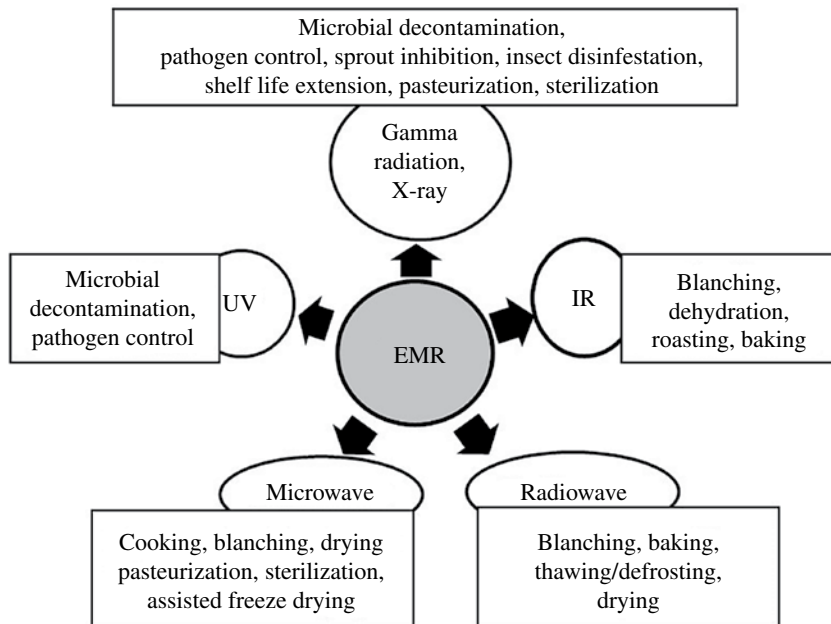 Microbial decontamination,
pathogen control, sprout inhibition, insect disinfestation,
shelf life extension, pasteurization, sterilization
Gamma
radiation,
X-ray
Microbial
decontamination,
pathogen control
UV
EMR
IR
Blanching,
dehydration,
roasting, baking
Microwave
Cooking, blanching, drying
pasteurization, sterilization,
assisted freeze drying
Radiowave
Blanching, baking,
thawing/defrosting,
drying